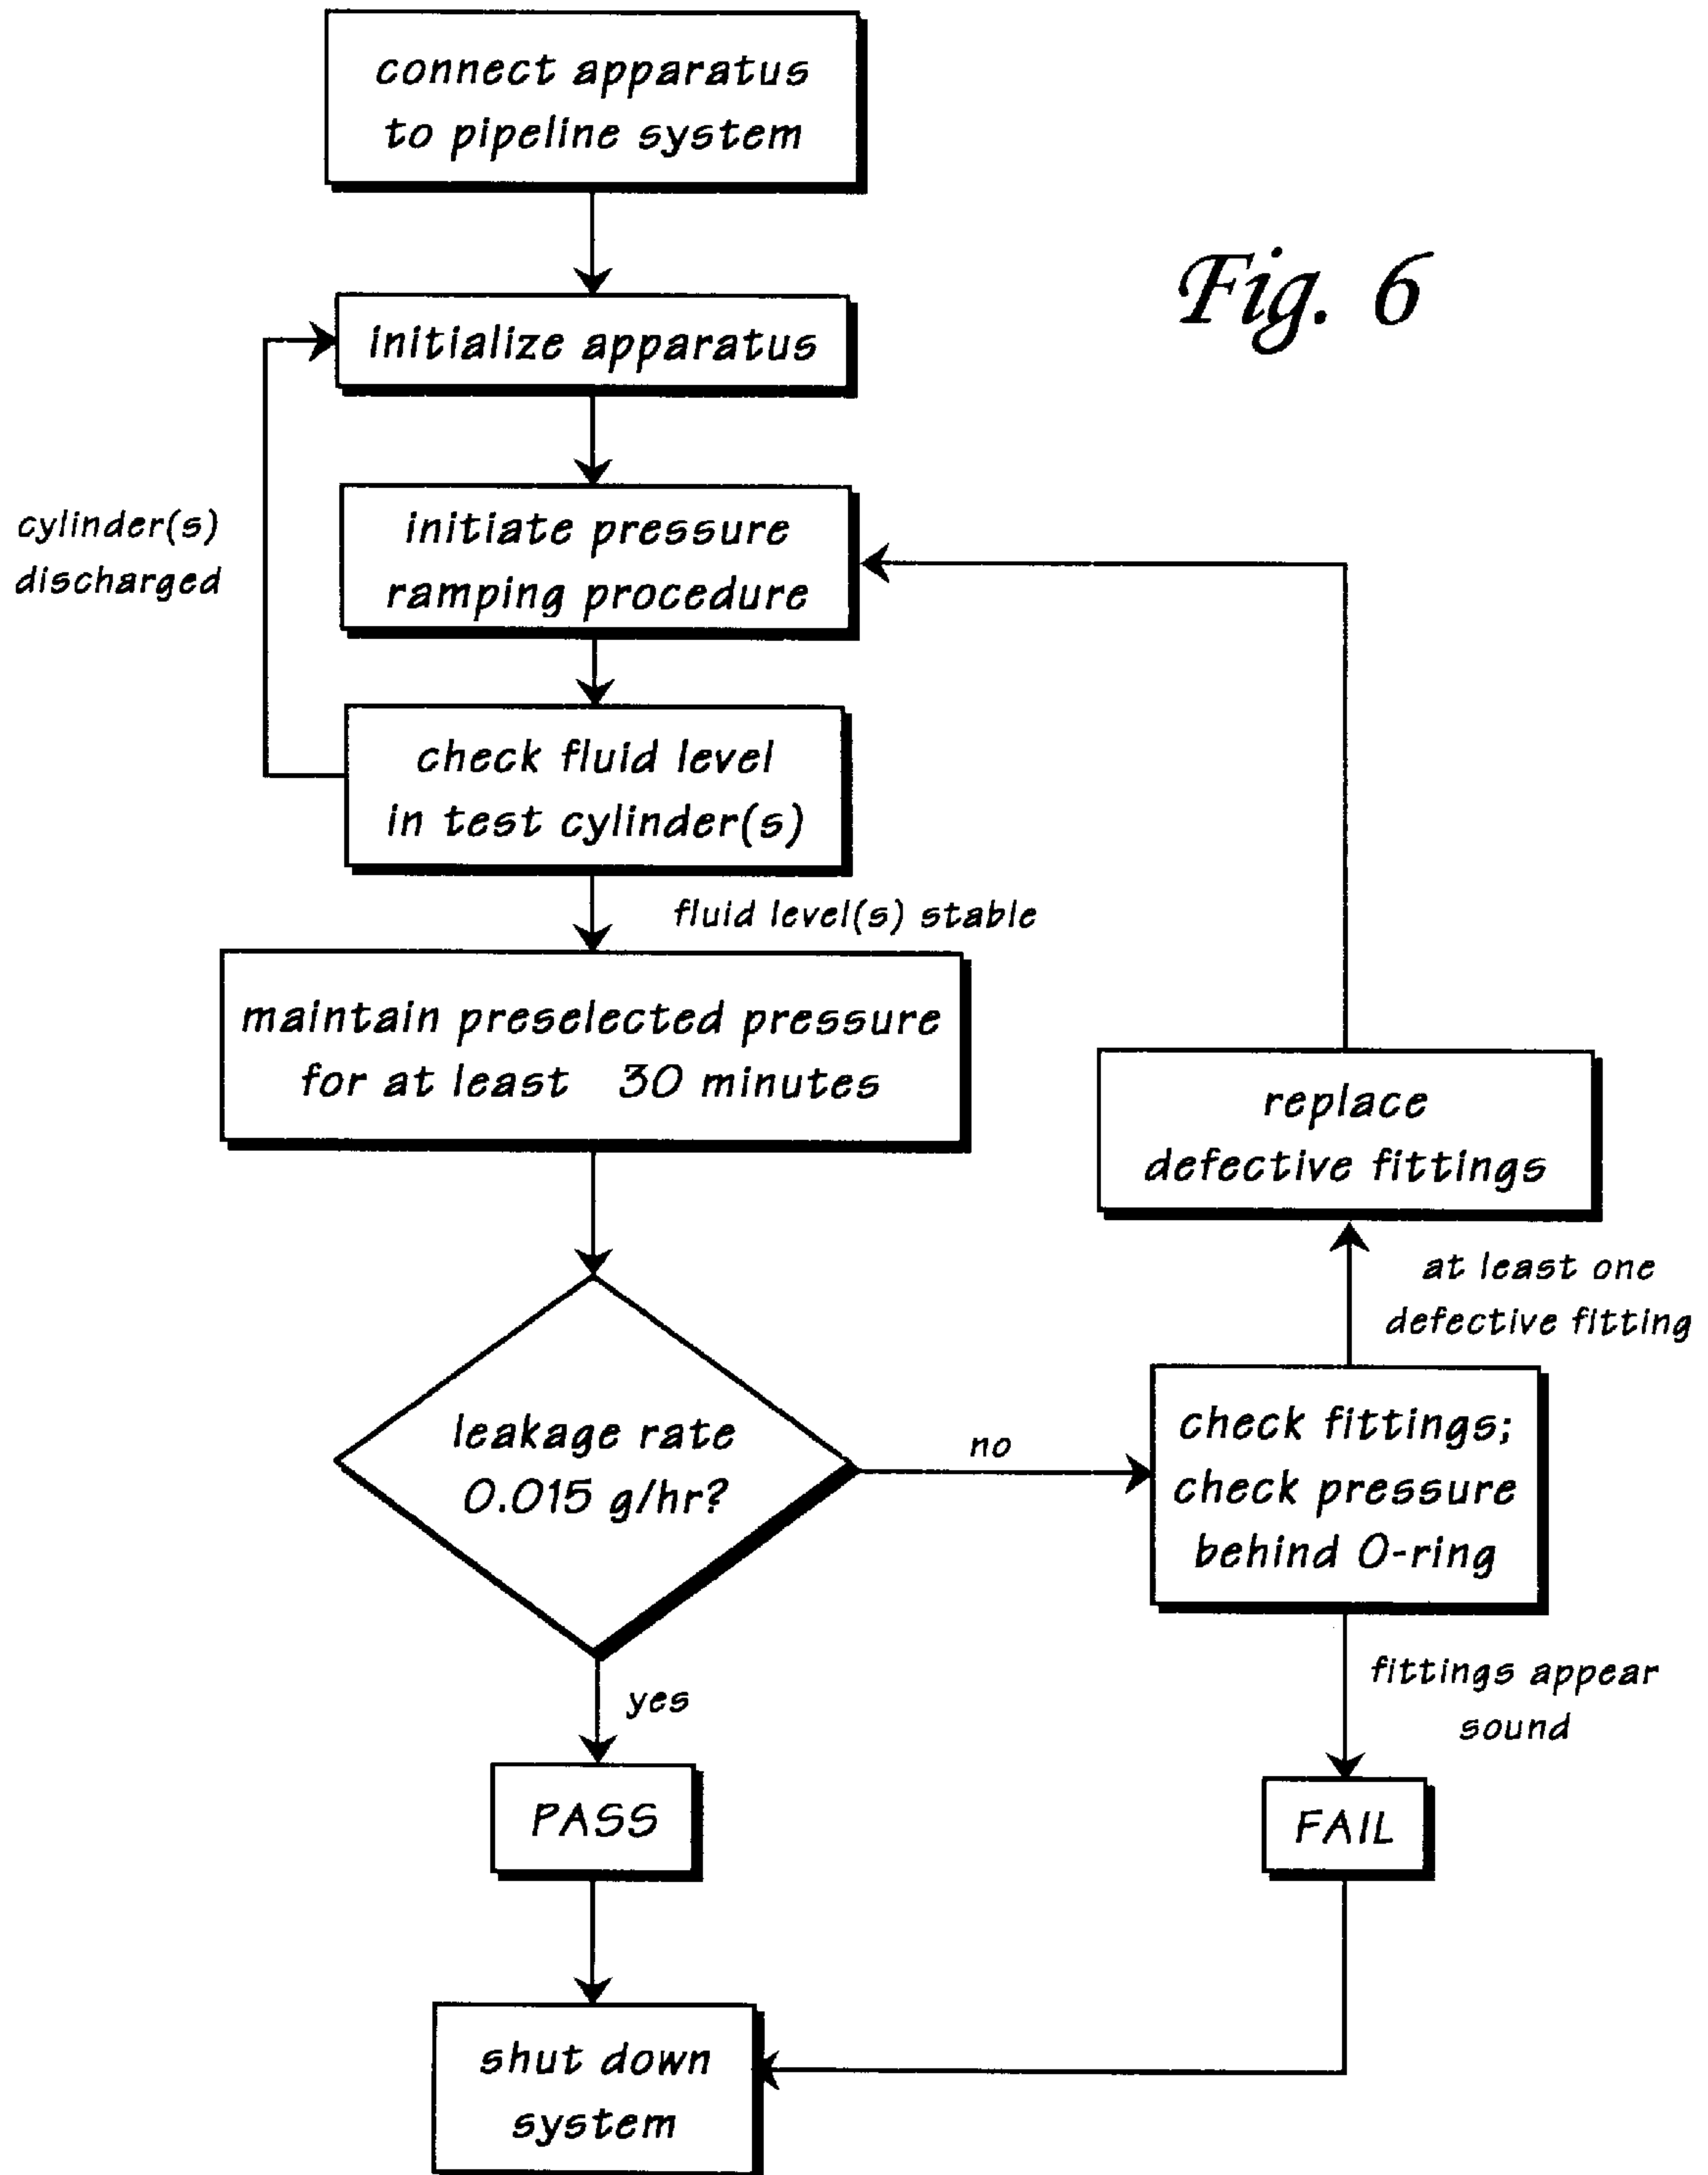 connect apparatus
to pipeline system
Fig. 6
initialize apparatus
cylinder(s)
discharged
initiate pressure
ramping procedure
check fluid level
in test cylinder(s)
fluid level(s) stable
maintain preselected pressure
for at least 30 minutes
replace
defective fittings
at least one
defective fitting
leakage rate
0.015 g/hr?
no
check fittings;
check pressure
behind O-ring
yes
fittings appear
sound
PASS
FAIL
shut down
system